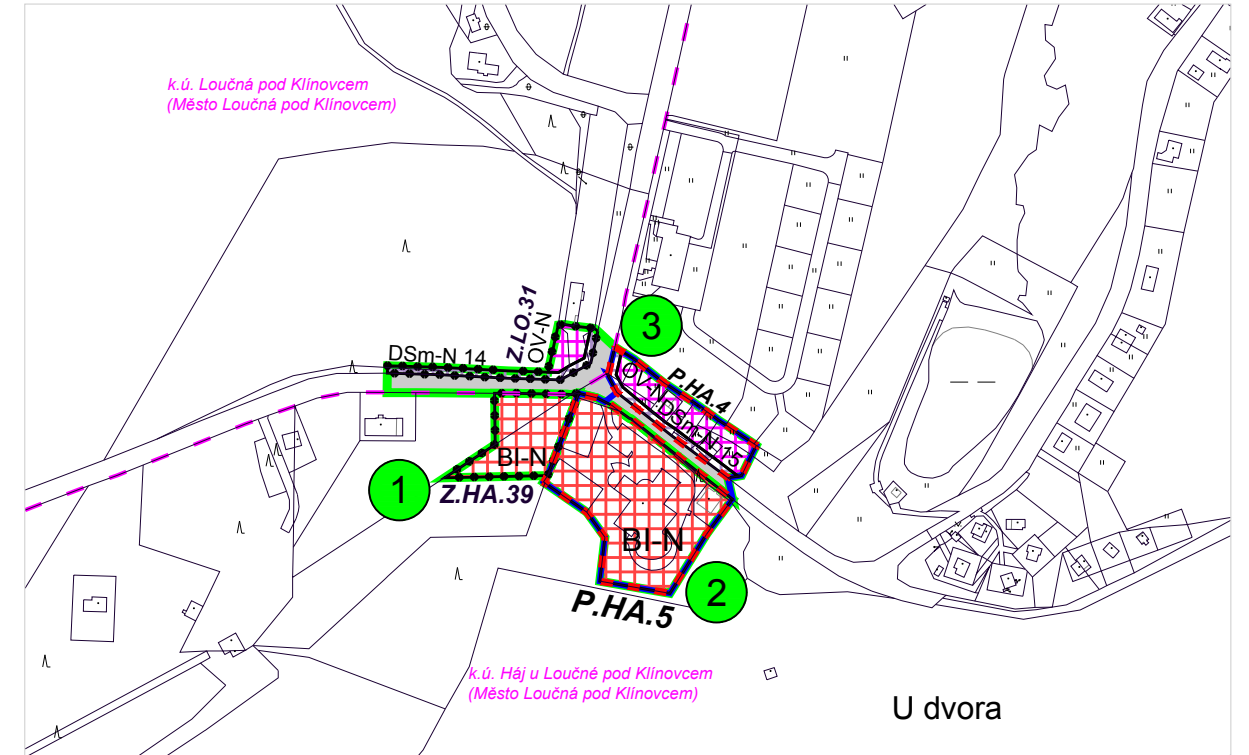 k.ú. Loučná pod Klínovcem
(Město Loučná pod Klínovcem)
Z.LO.31
OV-N
3
DSm-N 14
P.HA.4
OV-N
DSm-N 15
BI-N
1
Z.HA.39
BI-N
2
P.HA.5
k.ú. Háj u Loučné pod Klínovcem
(Město Loučná pod Klínovcem)
U dvora